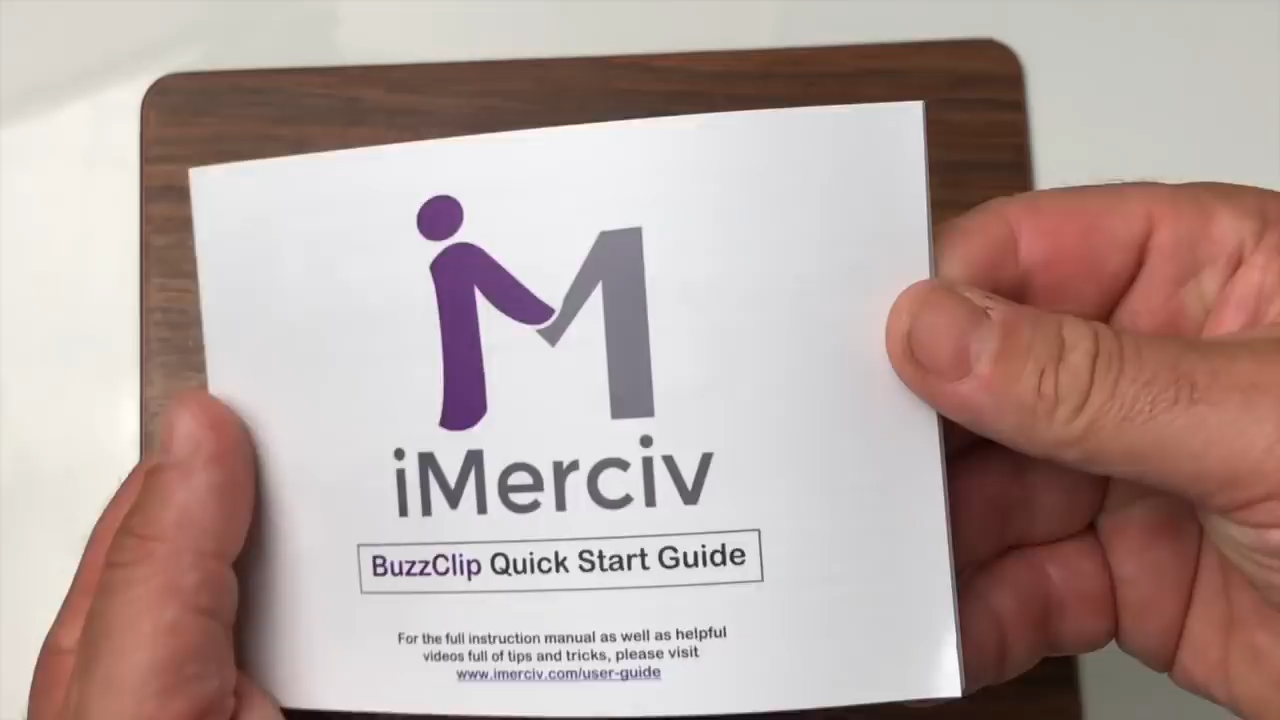 iM
iMerciv
BuzzClip Quick Start Guide
For the full instruction manual as well as helpful
videos full of tips and tricks, please visit
www.imerciv.com/user-guide